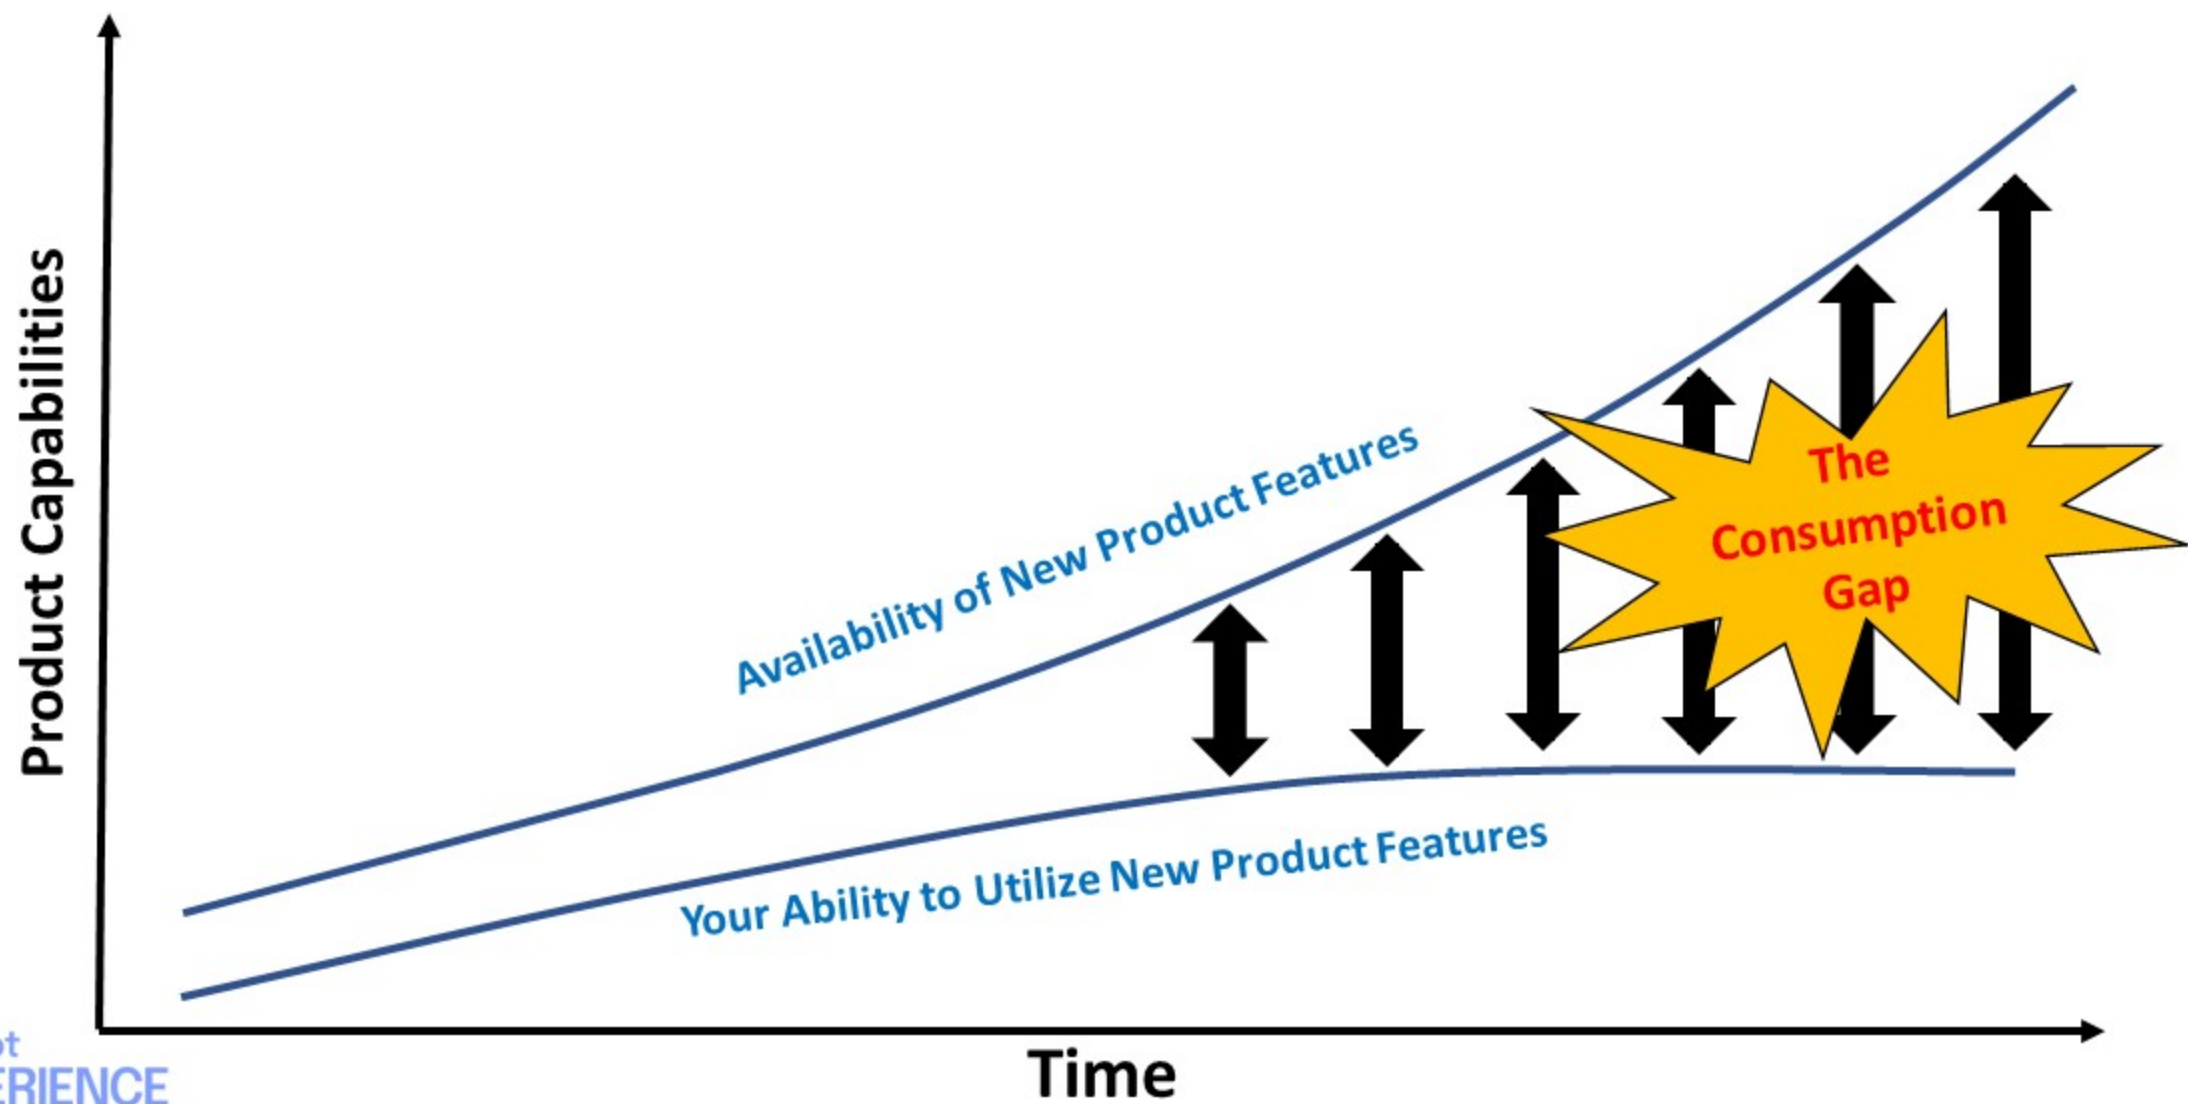 Product Capabilities
Availability of New Product Features
The
Consumption
Gap
Your Ability to Utilize New Product Features
Time